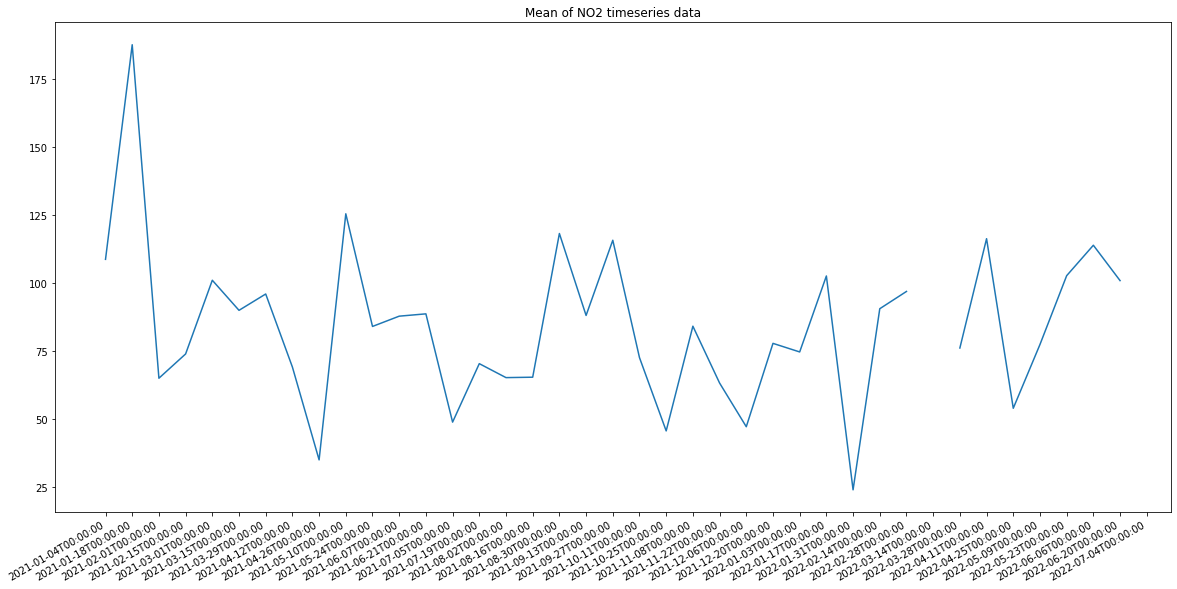 Mean of NO2 timeseries data
175
150
125
100
75
50
25
2021-01-04T00:00:00
2021-01-18T00:00:00
2021-02-01T00:00:00
2021-02-15T00:00:00
2021-03-01T00:00:00
2021-03-15T00:00:00
2021-03-29T00:00:00
2021-04-12T00:00:00
2021-04-26T00:00:00
2021-05-10T00:00:00
2021-05-24T00:00:00
2021-06-07T00:00:00
2021-06-21T00:00:00
2021-07-05T00:00:00
2021-07-19T00:00:00
2021-08-02T00:00:00
2021-08-16T00:00:00
2021-08-30T00:00:00
2021-09-13T00:00:00
2021-09-27T00:00:00
2021-10-11T00:00:00
2021-10-25T00:00:00
2021-11-08T00:00:00
2021-11-22T00:00:00
2021-12-06T00:00:00
2021-12-20T00:00:00
2022-01-03T00:00:00
2022-01-17T00:00:00
2022-01-31T00:00:00
2022-02-14T00:00:00
2022-02-28T00:00:00
2022-03-14T00:00:00
2022-03-28T00:00:00
2022-04-11T00:00:00
2022-04-25T00:00:00
2022-05-09T00:00:00
2022-05-23T00:00:00
2022-06-06T00:00:00
2022-06-20T00:00:00
2022-07-04T00:00:00